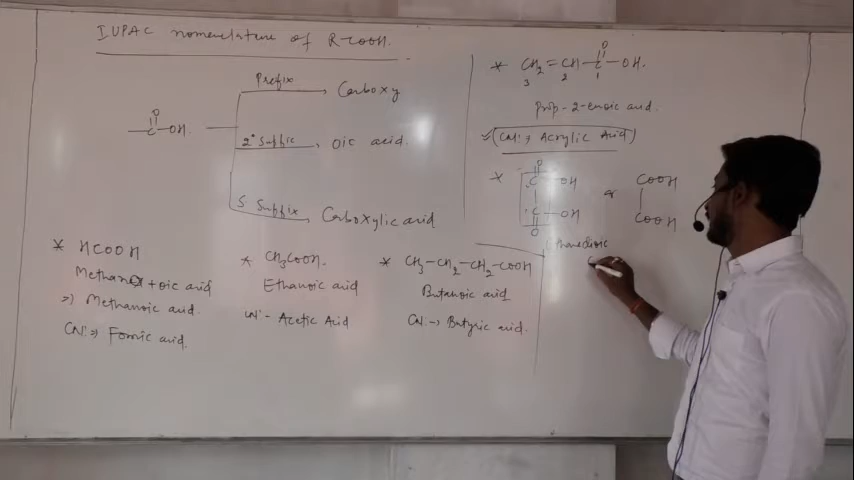 IUPAC nomenclature of R-COOH.
-C-OH.
O
Prefix
Carboxy
2° Suffix
oic acid.
S. Suffix
Carboxylic acid
* HCOOH
Methane + oic acid
=> Methanoic acid.
CN:=> Formic acid.
* CH3COOH.
Ethanoic acid
CN:- Acetic Acid
* CH3-CH2-CH2-COOH
Butanoic acid
CN:-> Butyric acid.
* CH2=CH-C-OH.
O
3 2 1
Prop-2-enoic acid.
(CN:=> Acrylic Acid)
*
O
C-OH
C-OH
O
or
COOH
COOH
Ethanedioic